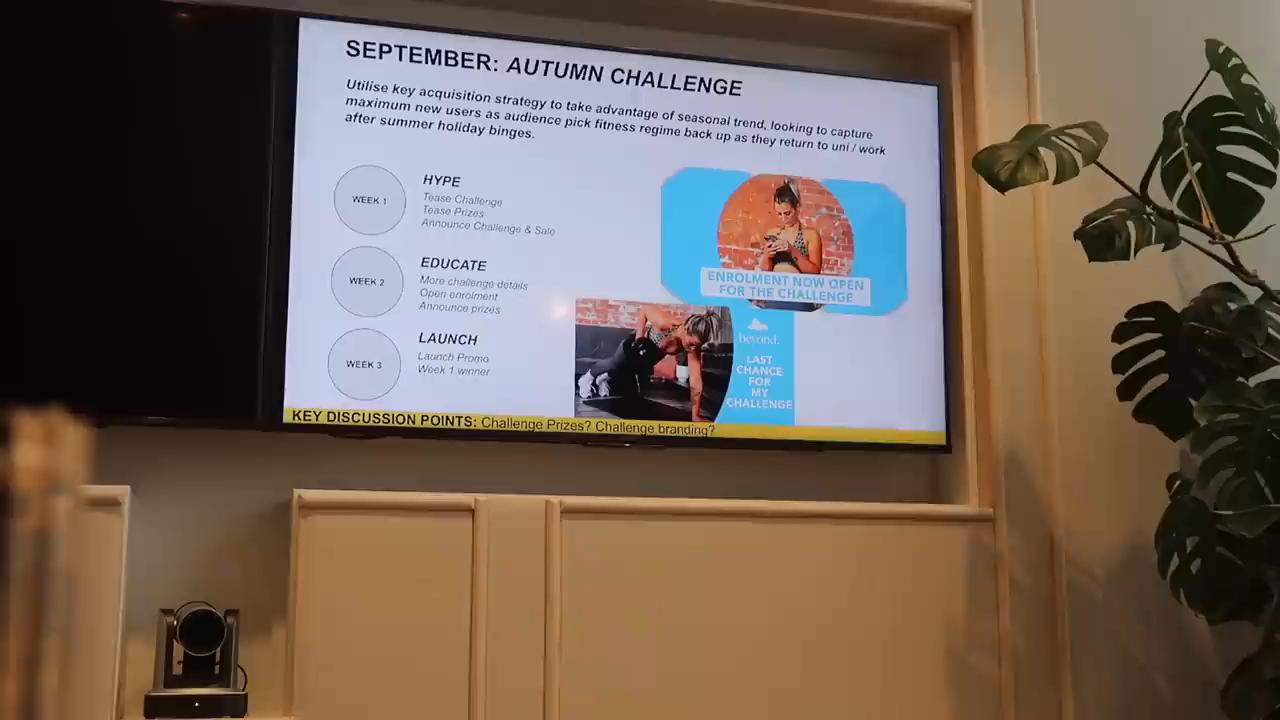 SEPTEMBER: AUTUMN CHALLENGE
Utilise key acquisition strategy to take advantage of seasonal trend, looking to capture
maximum new users as audience pick fitness regime back up as they return to uni / work
after summer holiday binges.
WEEK 1
HYPE
Tease Challenge
Tease Prizes
Announce Challenge & Sale
WEEK 2
EDUCATE
More challenge details
Open enrolment
Announce prizes
WEEK 3
LAUNCH
Launch Promo
Week 1 winner
ENROLMENT NOW OPEN
FOR THE CHALLENGE
beyond.
LAST
CHANCE
FOR
MY
CHALLENGE
KEY DISCUSSION POINTS: Challenge Prizes? Challenge branding?